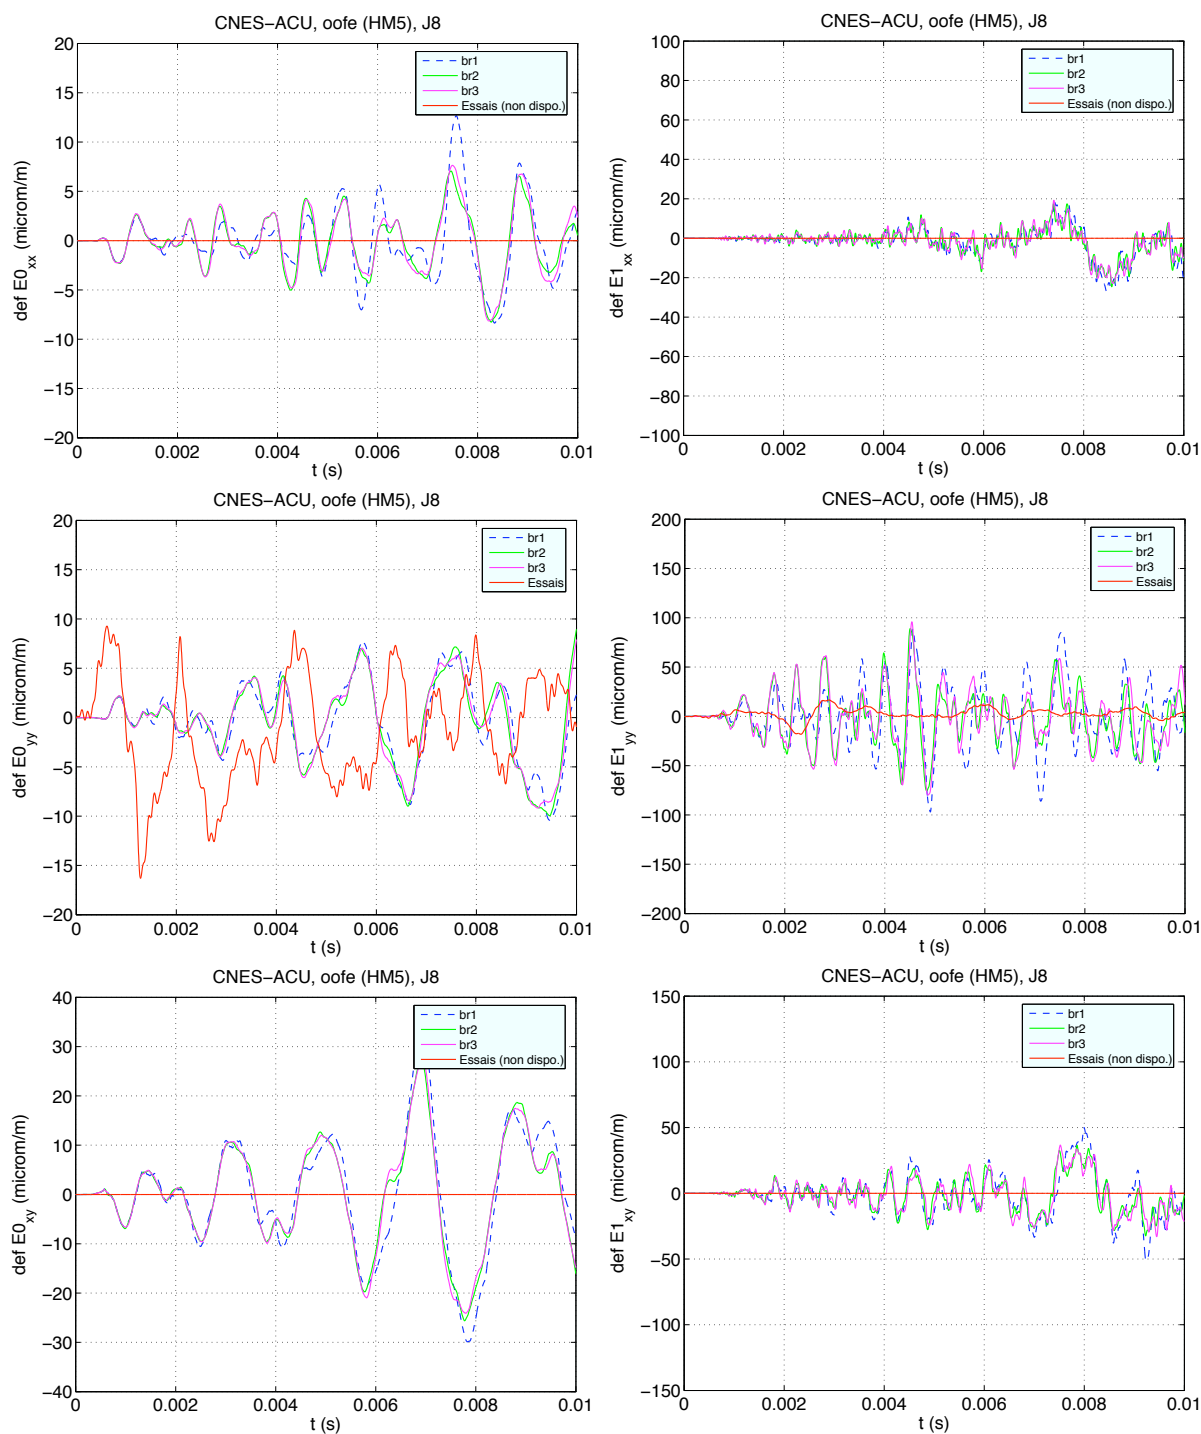 CNES−ACU, oofe (HM5), J8
20
15
10
5
0
−5
−10
−15
−20
def E0xx (microm/m)
br1
br2
br3
Essais (non dispo.)
0
0.002
0.004
0.006
0.008
0.01
t (s)
CNES−ACU, oofe (HM5), J8
100
80
60
40
20
0
−20
−40
−60
−80
−100
def E1xx (microm/m)
br1
br2
br3
Essais (non dispo.)
0
0.002
0.004
0.006
0.008
0.01
t (s)
CNES−ACU, oofe (HM5), J8
20
15
10
5
0
−5
−10
−15
−20
def E0yy (microm/m)
br1
br2
br3
Essais
0
0.002
0.004
0.006
0.008
0.01
t (s)
CNES−ACU, oofe (HM5), J8
200
150
100
50
0
−50
−100
−150
−200
def E1yy (microm/m)
br1
br2
br3
Essais
0
0.002
0.004
0.006
0.008
0.01
t (s)
CNES−ACU, oofe (HM5), J8
40
30
20
10
0
−10
−20
−30
−40
def E0xy (microm/m)
br1
br2
br3
Essais (non dispo.)
0
0.002
0.004
0.006
0.008
0.01
t (s)
CNES−ACU, oofe (HM5), J8
150
100
50
0
−50
−100
−150
def E1xy (microm/m)
br1
br2
br3
Essais (non dispo.)
0
0.002
0.004
0.006
0.008
0.01
t (s)